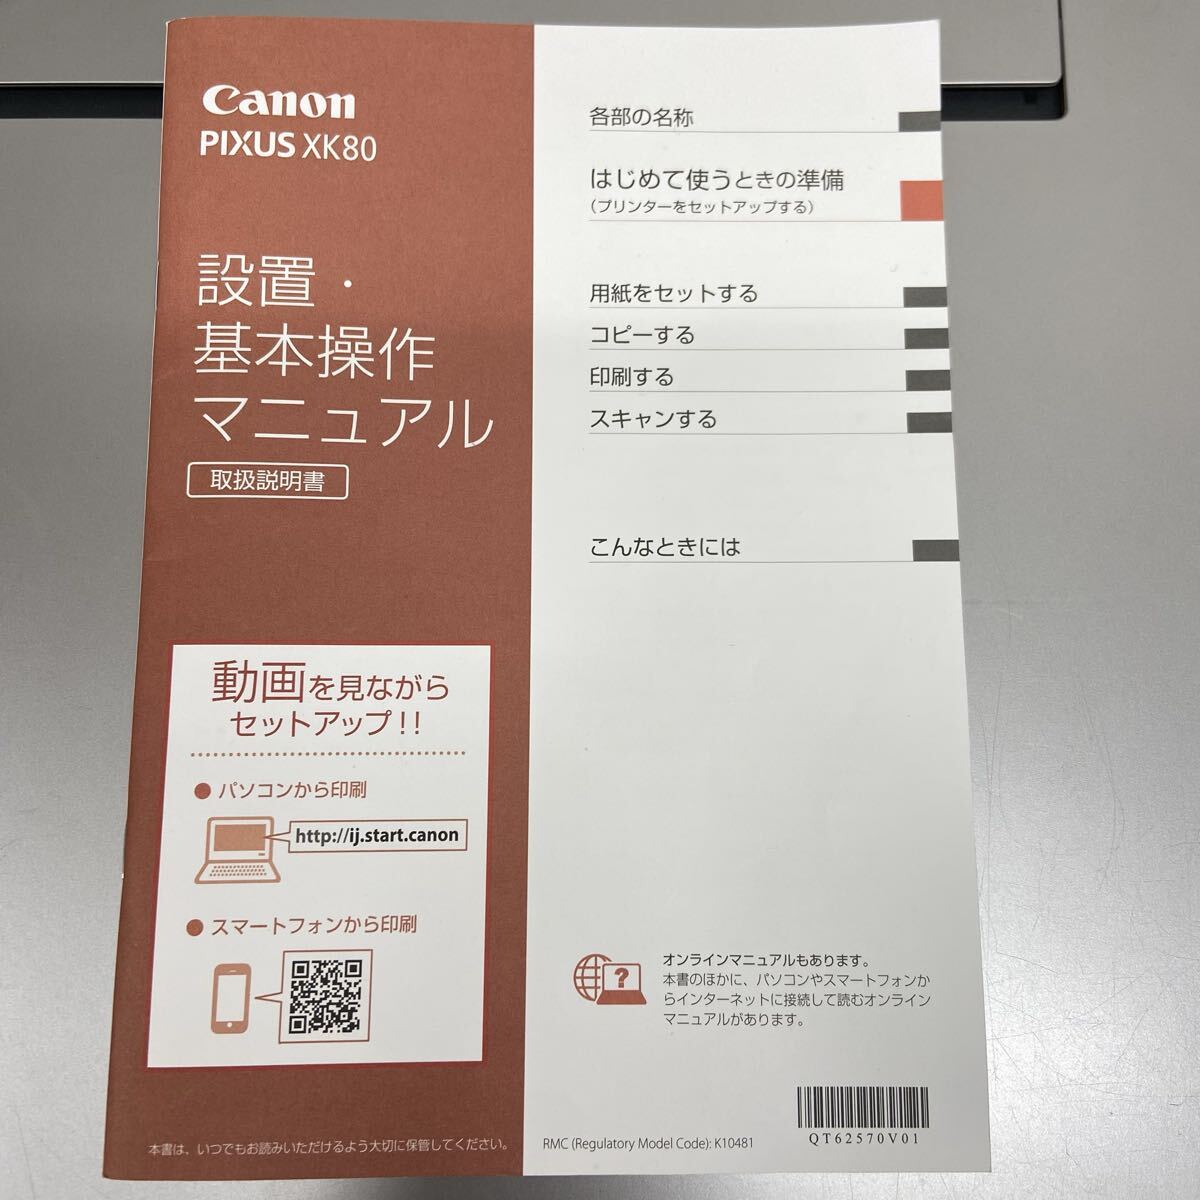 Canon
PIXUS XK80
設置・
基本操作
マニュアル
取扱説明書
動画を見ながら
セットアップ!!
● パソコンから印刷
http://ij.start.canon
● スマートフォンから印刷
本書は、いつでもお読みいただけるよう大切に保管してください。
各部の名称
はじめて使うときの準備
(プリンターをセットアップする)
用紙をセットする
コピーする
印刷する
スキャンする
こんなときには
?
オンラインマニュアルもあります。
本書のほかに、パソコンやスマートフォンか
らインターネットに接続して読むオンライン
マニュアルがあります。
RMC (Regulatory Model Code): K10481
QT62570V01